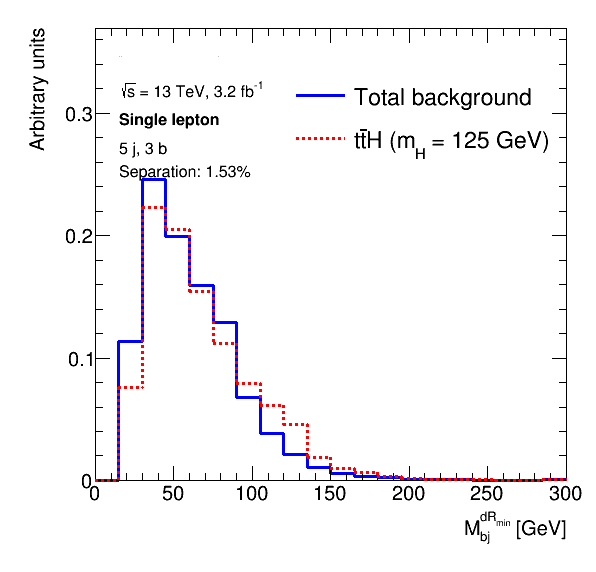 Arbitrary units
√s = 13 TeV, 3.2 fb⁻¹
Single lepton
5 j, 3 b
Separation: 1.53%
Total background
tt̄H (m_H = 125 GeV)
0.3
0.2
0.1
0
0 50 100 150 200 250 300
M_bj^dR_min [GeV]